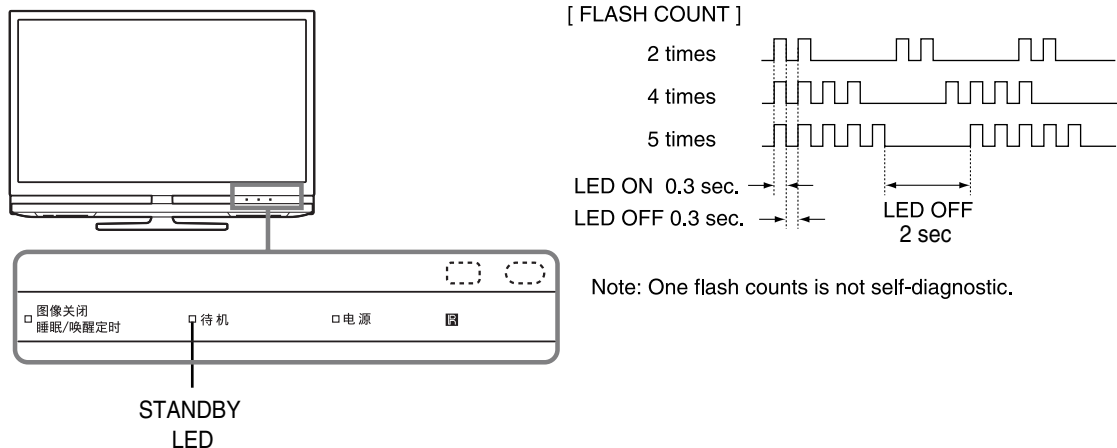 [ FLASH COUNT ]
2 times
4 times
5 times
LED ON 0.3 sec.
LED OFF 0.3 sec.
LED OFF
2 sec
Note: One flash counts is not self-diagnostic.
图像关闭
睡眠/唤醒定时
待机
电源
IR
STANDBY
LED